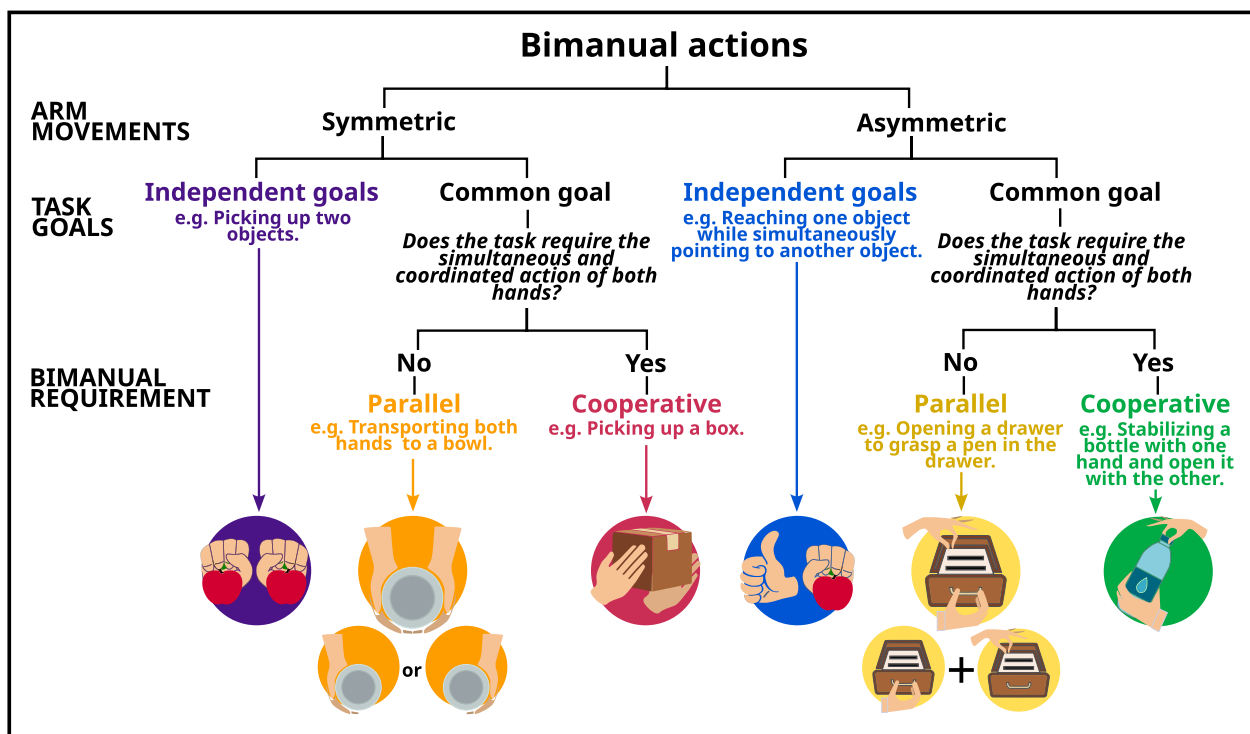 Bimanual actions
ARM
MOVEMENTS
Symmetric
Asymmetric
TASK
GOALS
Independent goals
e.g. Picking up two
objects.
Common goal
Does the task require the
simultaneous and
coordinated action of both
hands?
Independent goals
e.g. Reaching one object
while simultaneously
pointing to another object.
Common goal
Does the task require the
simultaneous and
coordinated action of both
hands?
BIMANUAL
REQUIREMENT
No
Parallel
e.g. Transporting both
hands to a bowl.
Yes
Cooperative
e.g. Picking up a box.
No
Parallel
e.g. Opening a drawer
to grasp a pen in the
drawer.
Yes
Cooperative
e.g. Stabilizing a
bottle with one
hand and open it
with the other.
or
+